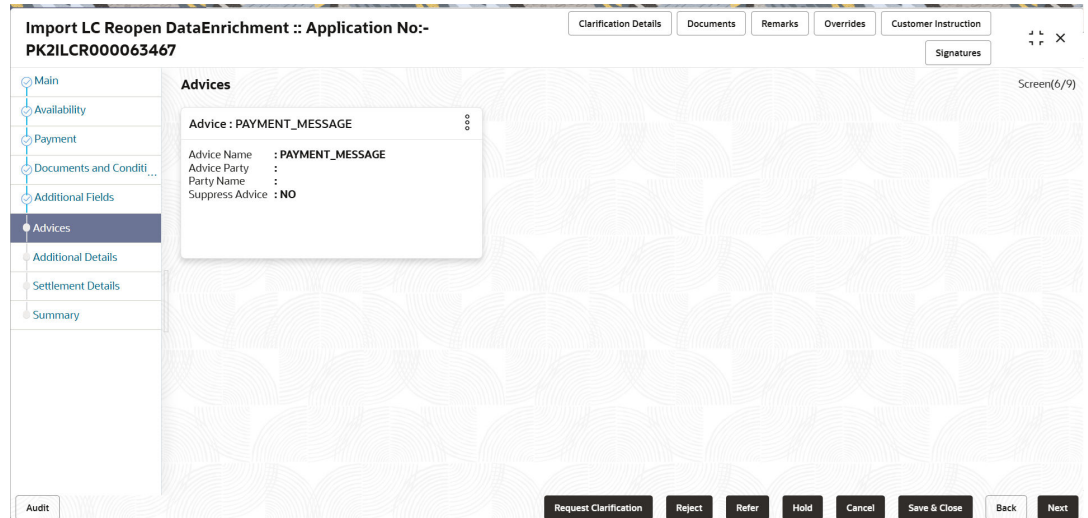 Import LC Reopen DataEnrichment :: Application No:-
PK2ILCR000063467
Clarification Details
Documents
Remarks
Overrides
Customer Instruction
Signatures
Main
Availability
Payment
Documents and Conditi...
Additional Fields
Advices
Additional Details
Settlement Details
Summary
Advices
Screen(6/9)
Advice : PAYMENT_MESSAGE
Advice Name : PAYMENT_MESSAGE
Advice Party :
Party Name :
Suppress Advice : NO
Audit
Request Clarification
Reject
Refer
Hold
Cancel
Save & Close
Back
Next